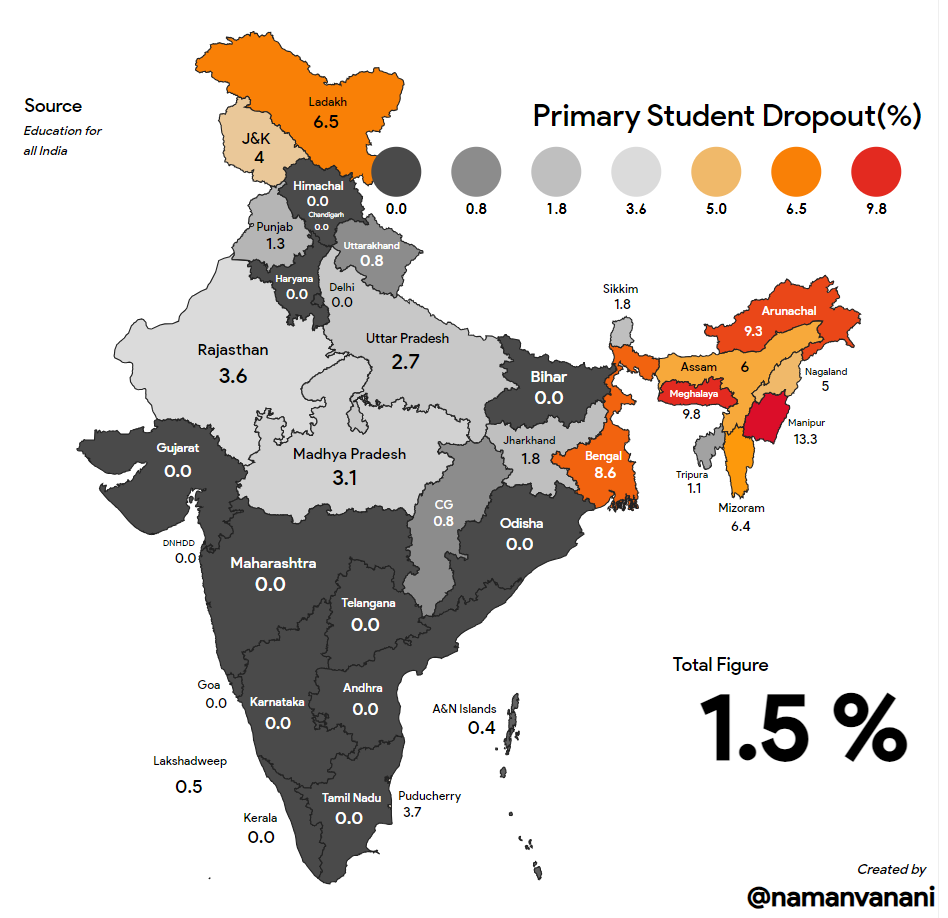 Source
Education for
all India
Primary Student Dropout(%)
0.0
0.8
1.8
3.6
5.0
6.5
9.8
Ladakh
6.5
J&K
4
Himachal
0.0
Chandigarh
0.0
Punjab
1.3
Uttarakhand
0.8
Haryana
0.0
Delhi
0.0
Sikkim
1.8
Arunachal
9.3
Rajasthan
3.6
Uttar Pradesh
2.7
Bihar
0.0
Assam 6
Nagaland
5
Meghalaya
9.8
Manipur
13.3
Gujarat
0.0
Madhya Pradesh
3.1
Jharkhand
1.8
Bengal
8.6
Tripura
1.1
Mizoram
6.4
CG
0.8
Odisha
0.0
DNHDD
0.0
Maharashtra
0.0
Telangana
0.0
Total Figure
1.5 %
Goa
0.0
Karnataka
0.0
Andhra
0.0
A&N Islands
0.4
Lakshadweep
0.5
Tamil Nadu
0.0
Puducherry
3.7
Kerala
0.0
Created by
@namanvanani